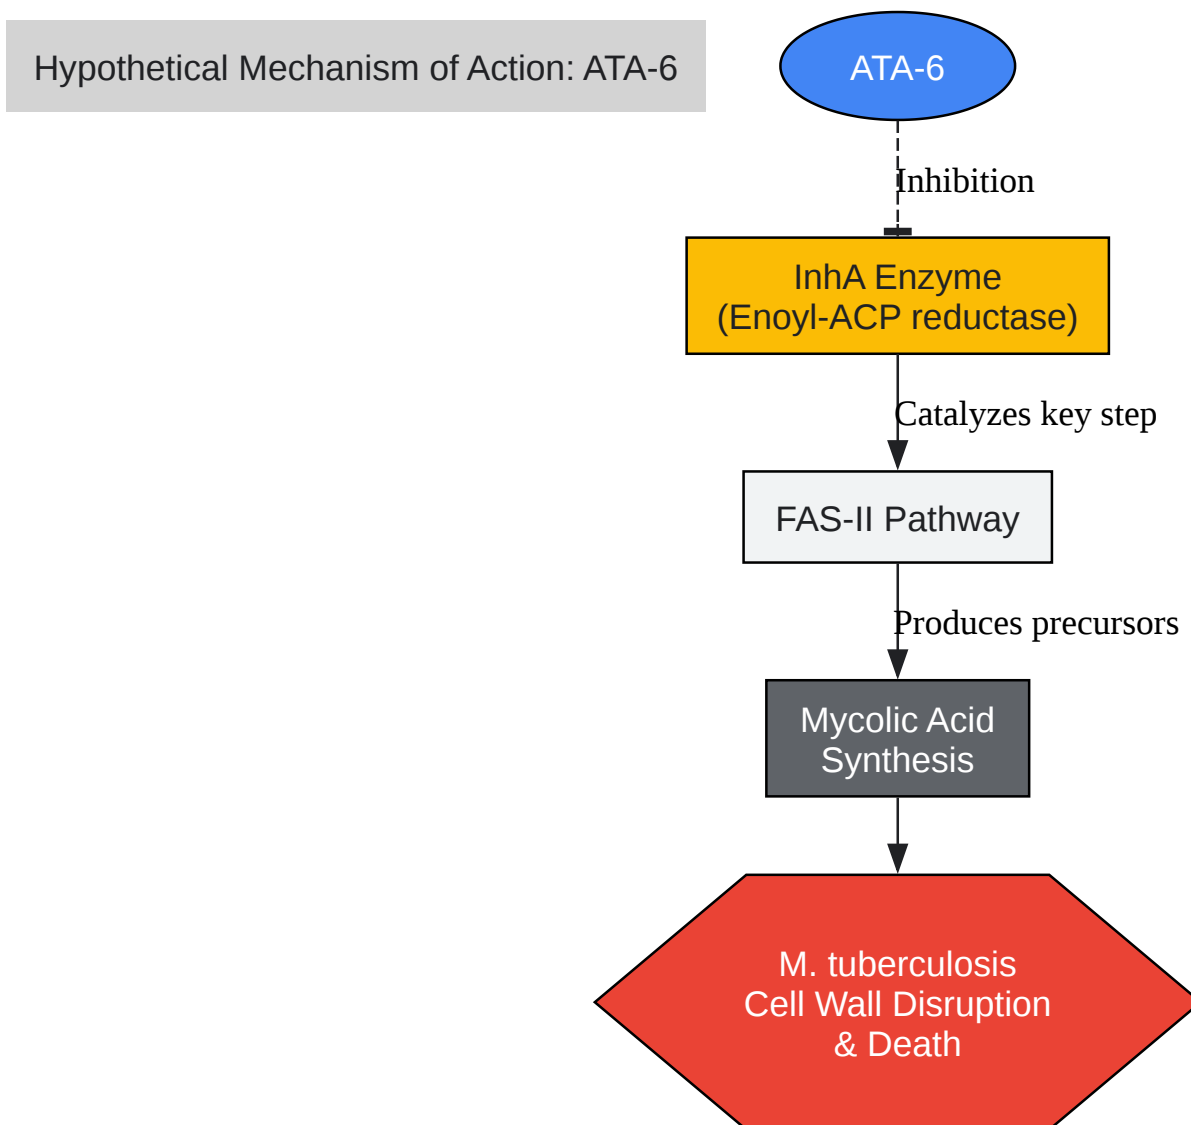 Hypothetical Mechanism of Action: ATA-6
ATA-6
Inhibition
InhA Enzyme
(Enoyl-ACP reductase)
Catalyzes key step
FAS-II Pathway
Produces precursors
Mycolic Acid
Synthesis
M. tuberculosis
Cell Wall Disruption
& Death